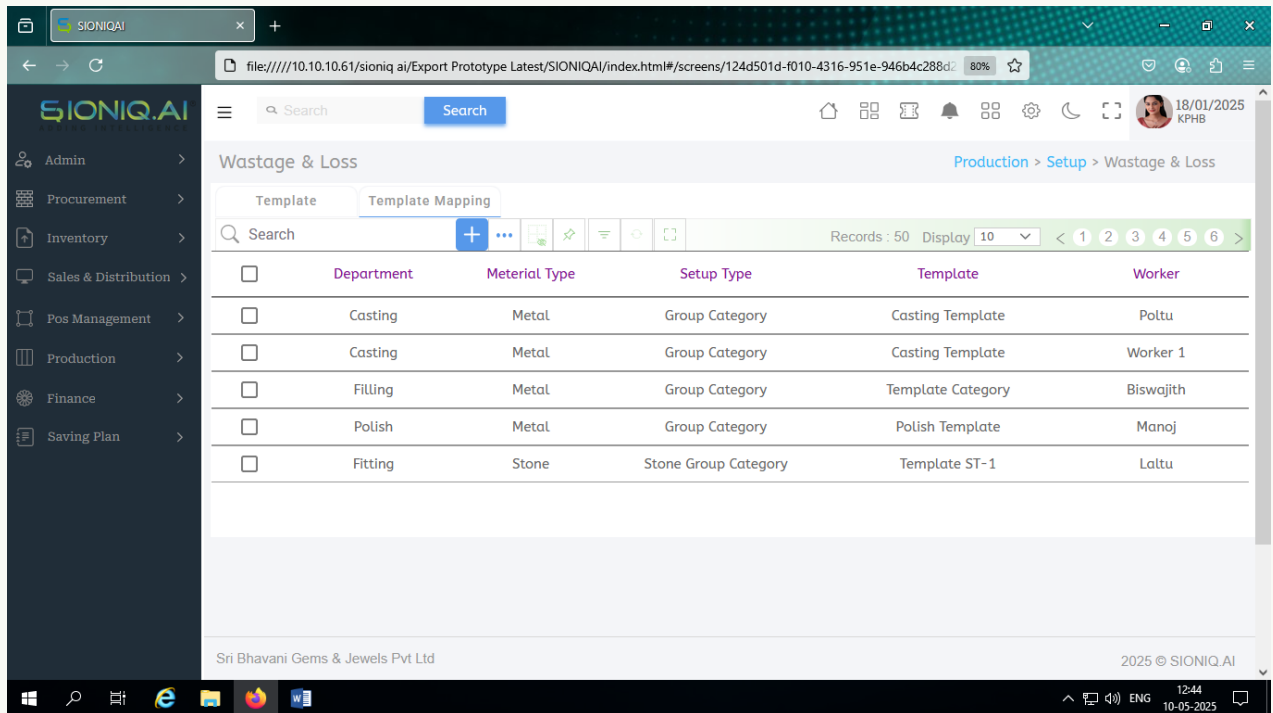 SIONIQAI
file://///10.10.10.61/sioniq ai/Export Prototype Latest/SIONIQAI/index.html#/screens/124d501d-f010-4316-951e-946b4c288d2 80%
SIONIQ.AI
Search Search
18/01/2025
KPHB
Admin
Procurement
Inventory
Sales & Distribution
Pos Management
Production
Finance
Saving Plan
Wastage & Loss Production > Setup > Wastage & Loss
Template Template Mapping
Search Records : 50 Display 10 < 1 2 3 4 5 6 >
Department Meterial Type Setup Type Template Worker
Casting Metal Group Category Casting Template Poltu
Casting Metal Group Category Casting Template Worker 1
Filling Metal Group Category Template Category Biswajith
Polish Metal Group Category Polish Template Manoj
Fitting Stone Stone Group Category Template ST-1 Laltu
Sri Bhavani Gems & Jewels Pvt Ltd 2025 © SIONIQ.AI
ENG 12:44
10-05-2025